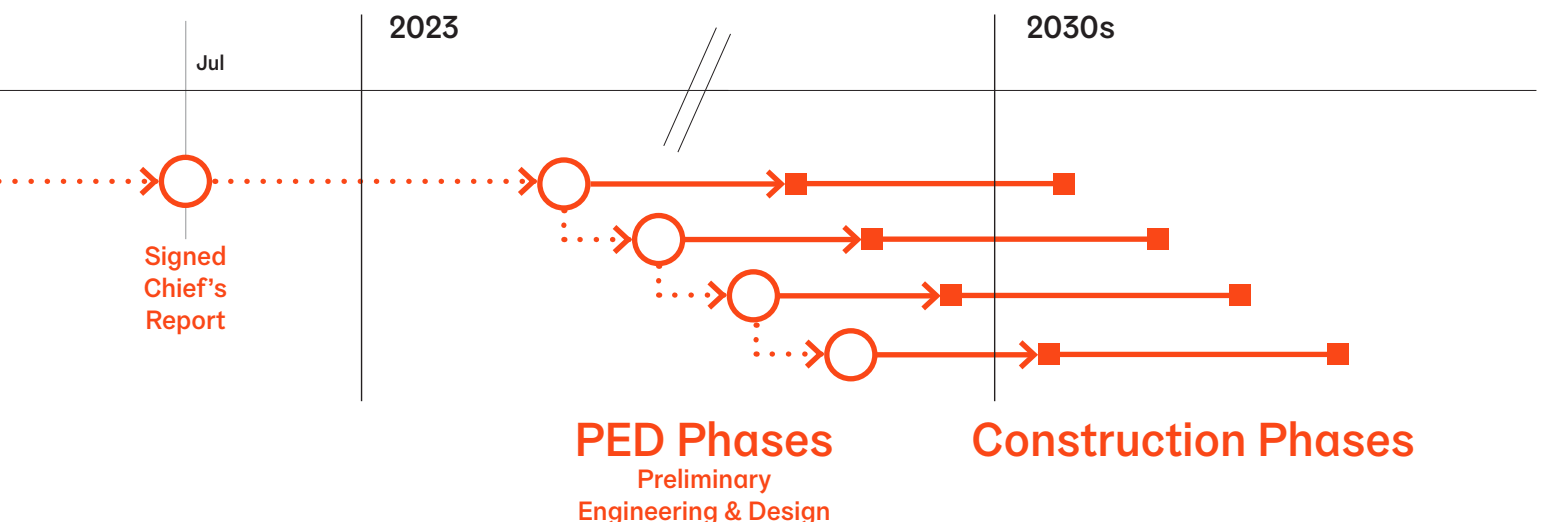 2023
2030s
Jul
Signed
Chief's
Report
PED Phases
Preliminary
Engineering & Design
Construction Phases